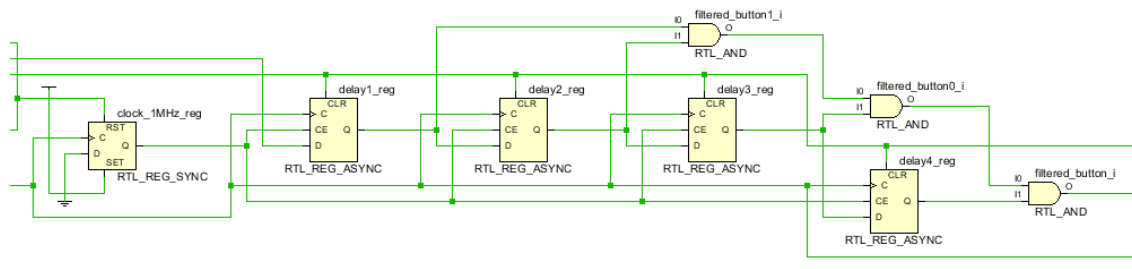 filtered_button1_i
I0
O
I1
RTL_AND
clock_1MHz_reg
RST
C
Q
D
SET
RTL_REG_SYNC
delay1_reg
CLR
C
CE
Q
D
RTL_REG_ASYNC
delay2_reg
CLR
C
CE
Q
D
RTL_REG_ASYNC
delay3_reg
CLR
C
CE
Q
D
RTL_REG_ASYNC
filtered_button0_i
I0
O
I1
RTL_AND
delay4_reg
CLR
C
CE
Q
D
RTL_REG_ASYNC
filtered_button_i
I0
O
I1
RTL_AND